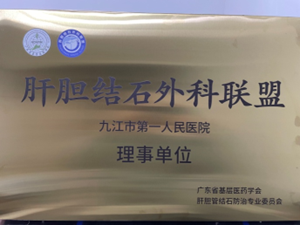 肝胆结石外科联盟
九江市第一人民医院
理事单位
广东省基层医药学会
肝胆管结石防治专业委员会